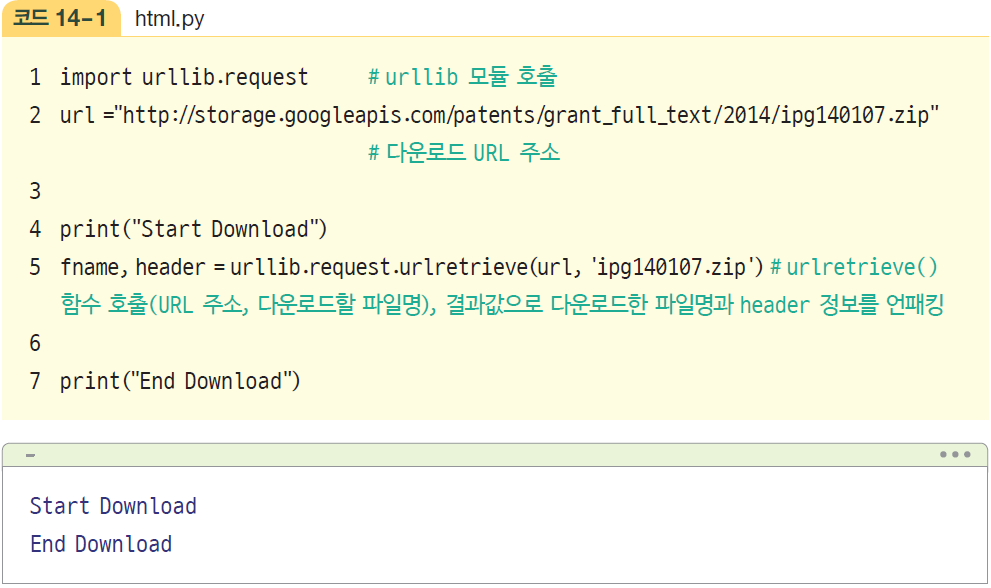 코드 14-1 html.py
1 import urllib.request # urllib 모듈 호출
2 url ="http://storage.googleapis.com/patents/grant_full_text/2014/ipg140107.zip"
# 다운로드 URL 주소
3
4 print("Start Download")
5 fname, header = urllib.request.urlretrieve(url, 'ipg140107.zip') # urlretrieve()
함수 호출(URL 주소, 다운로드할 파일명), 결과값으로 다운로드한 파일명과 header 정보를 언패킹
6
7 print("End Download")
Start Download
End Download